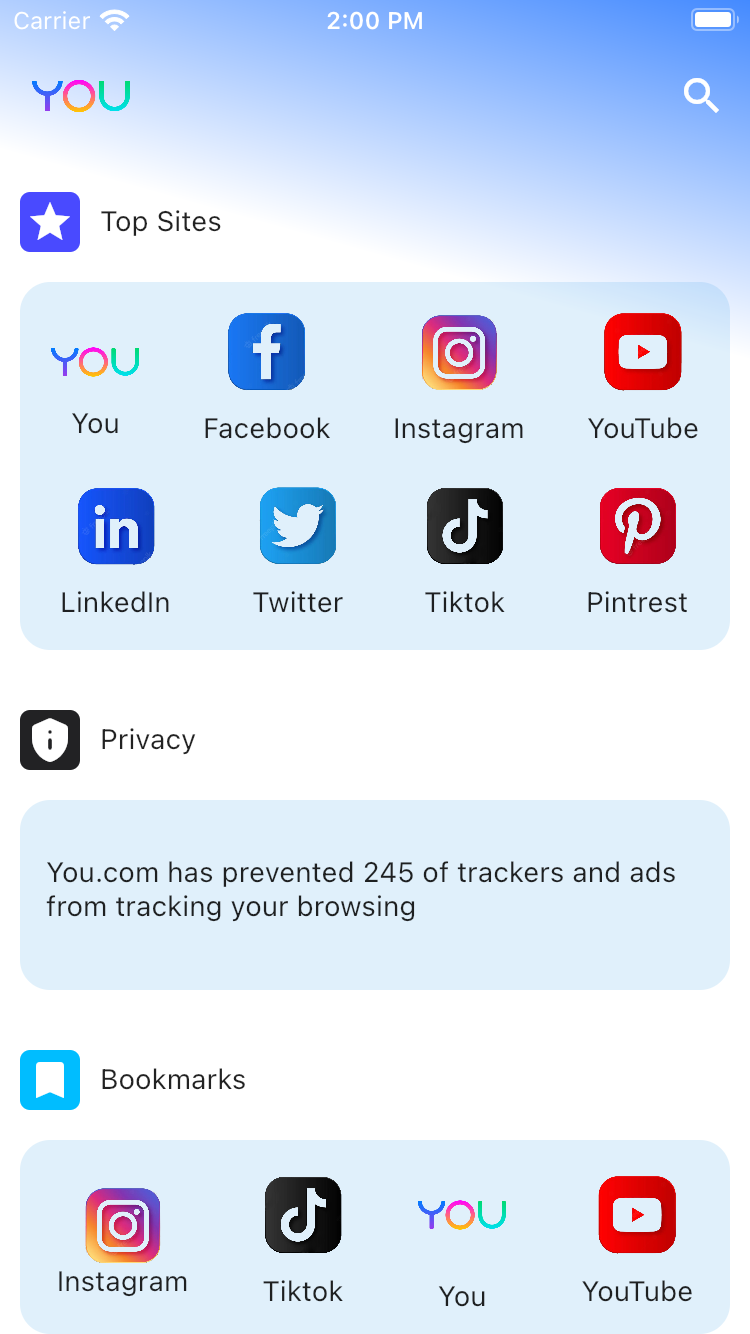 Carrier 2:00 PM
YOU
Top Sites
YOU
You Facebook Instagram YouTube
in
LinkedIn Twitter Tiktok Pintrest
Privacy
You.com has prevented 245 of trackers and ads
from tracking your browsing
Bookmarks
YOU
Instagram Tiktok You YouTube